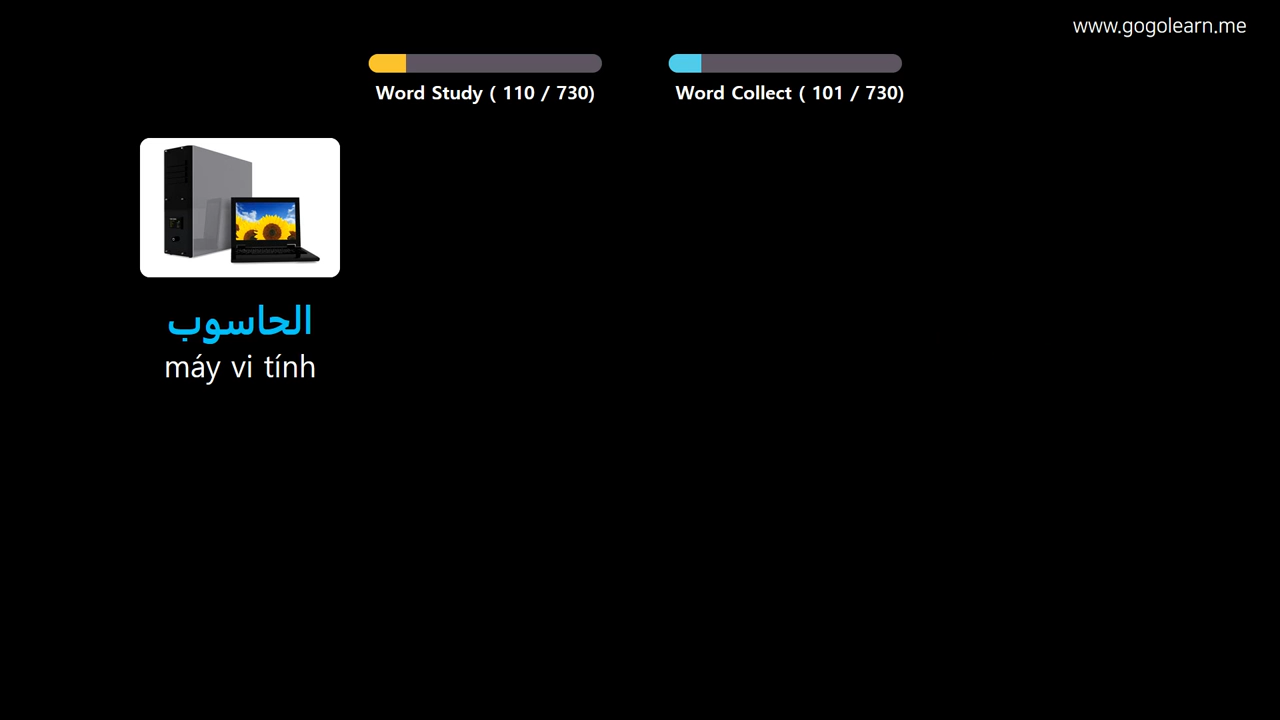 www.gogolearn.me
Word Study ( 110 / 730)
Word Collect ( 101 / 730)
الحاسوب
máy vi tính